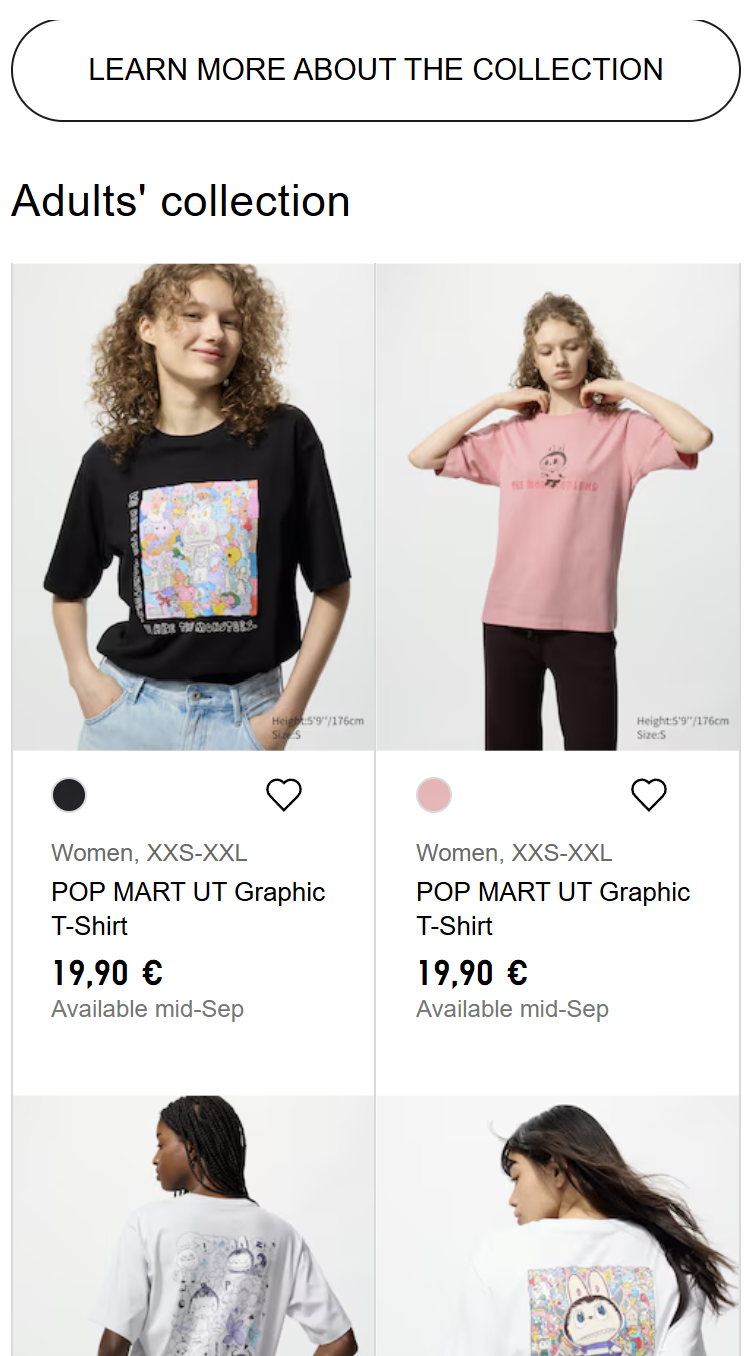 LEARN MORE ABOUT THE COLLECTION
Adults' collection
THE MONSTERS.
Height:5'9''/176cm
Size:S
Height:5'9''/176cm
Size:S
Women, XXS-XXL
POP MART UT Graphic
T-Shirt
19,90 €
Available mid-Sep
Women, XXS-XXL
POP MART UT Graphic
T-Shirt
19,90 €
Available mid-Sep